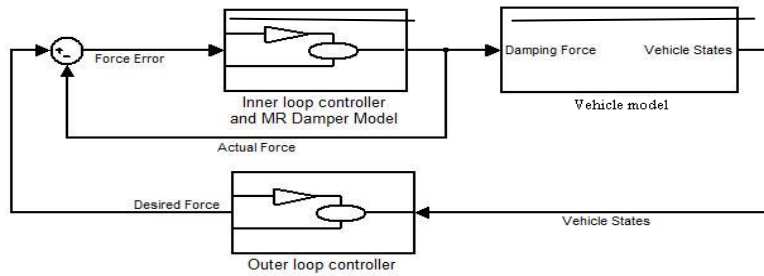 +
-
Force Error
Inner loop controller
and MR Damper Model
Damping Force
Vehicle States
Vehicle model
Actual Force
Desired Force
Outer loop controller
Vehicle States